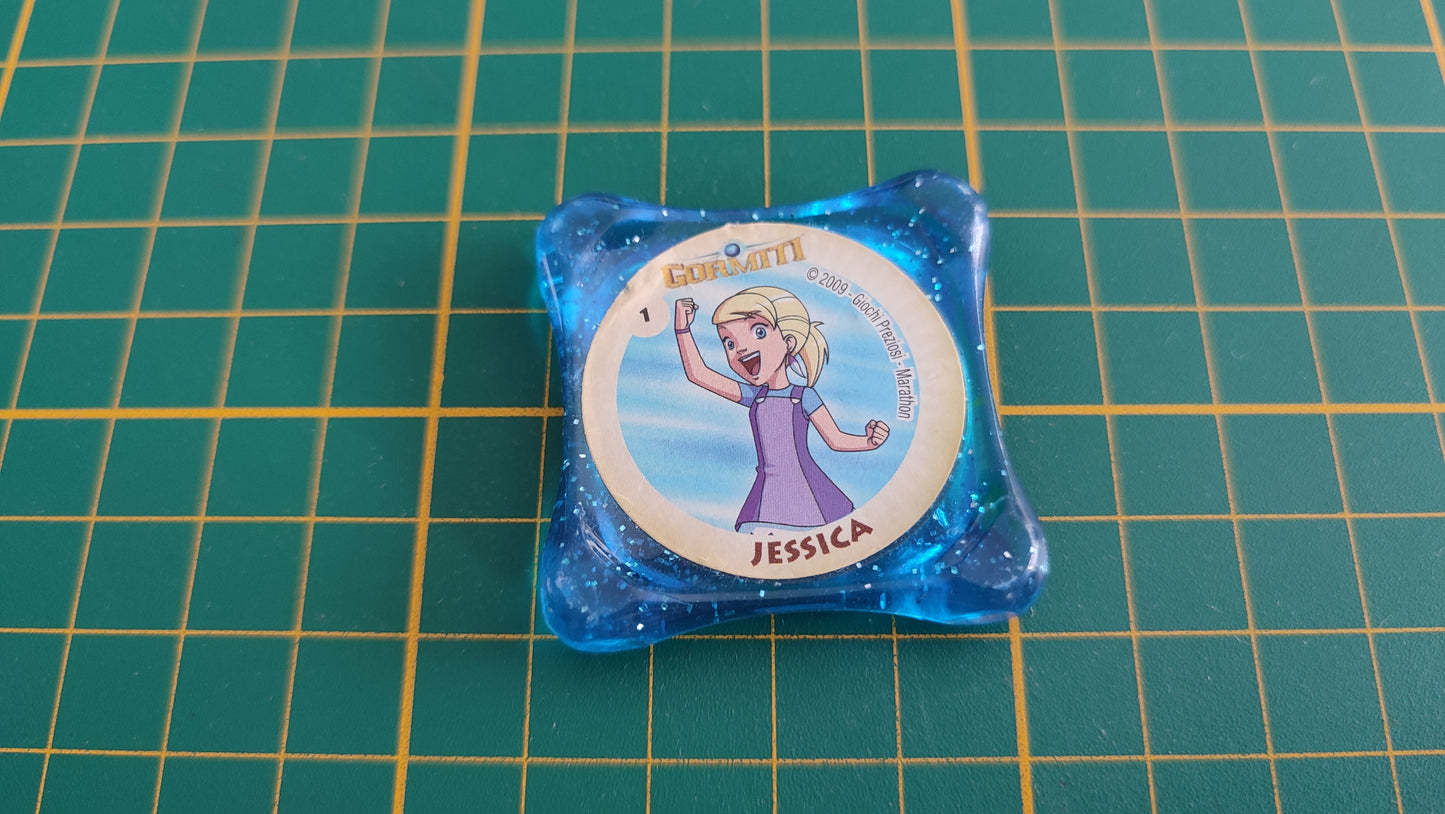 GORMITI
© 2009 - Giochi Preziosi - Marathon
1
JESSICA